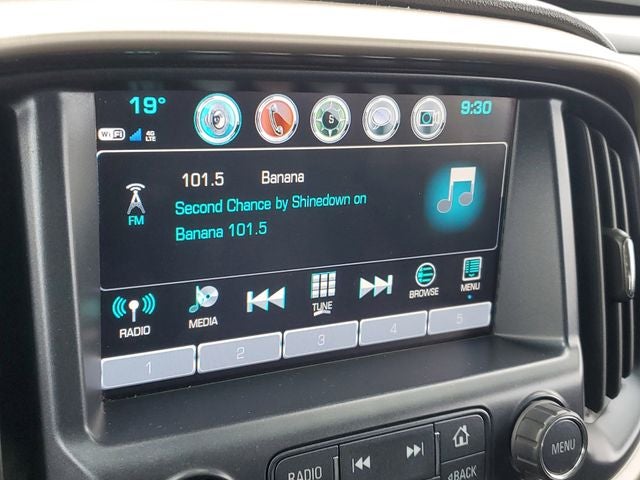 19° 9:30
WiFi 4G LTE
S
101.5 Banana
FM
Second Chance by Shinedown on
Banana 101.5
RADIO MEDIA TUNE BROWSE MENU
1 2 3 4 5
RADIO BACK MENU